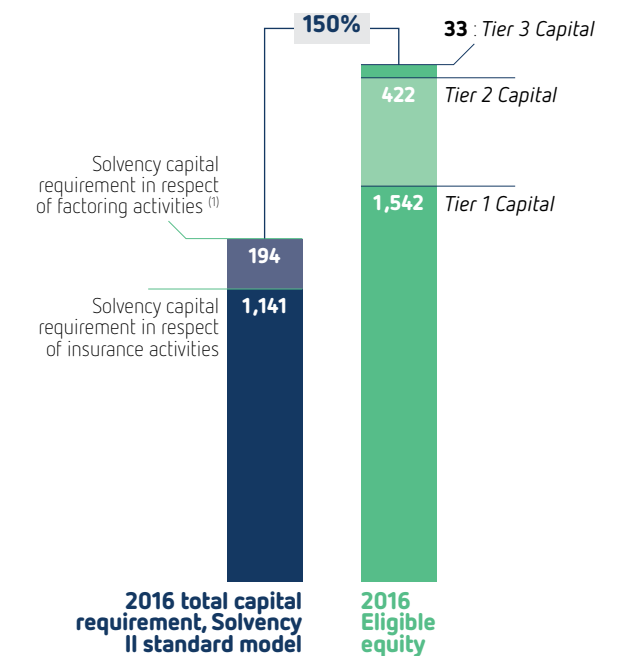 150%
33 : Tier 3 Capital
422
Tier 2 Capital
Solvency capital
requirement in respect
of factoring activities (1)
1,542
Tier 1 Capital
194
Solvency capital
requirement in respect
of insurance activities
1,141
2016 total capital
requirement, Solvency
II standard model
2016
Eligible
equity